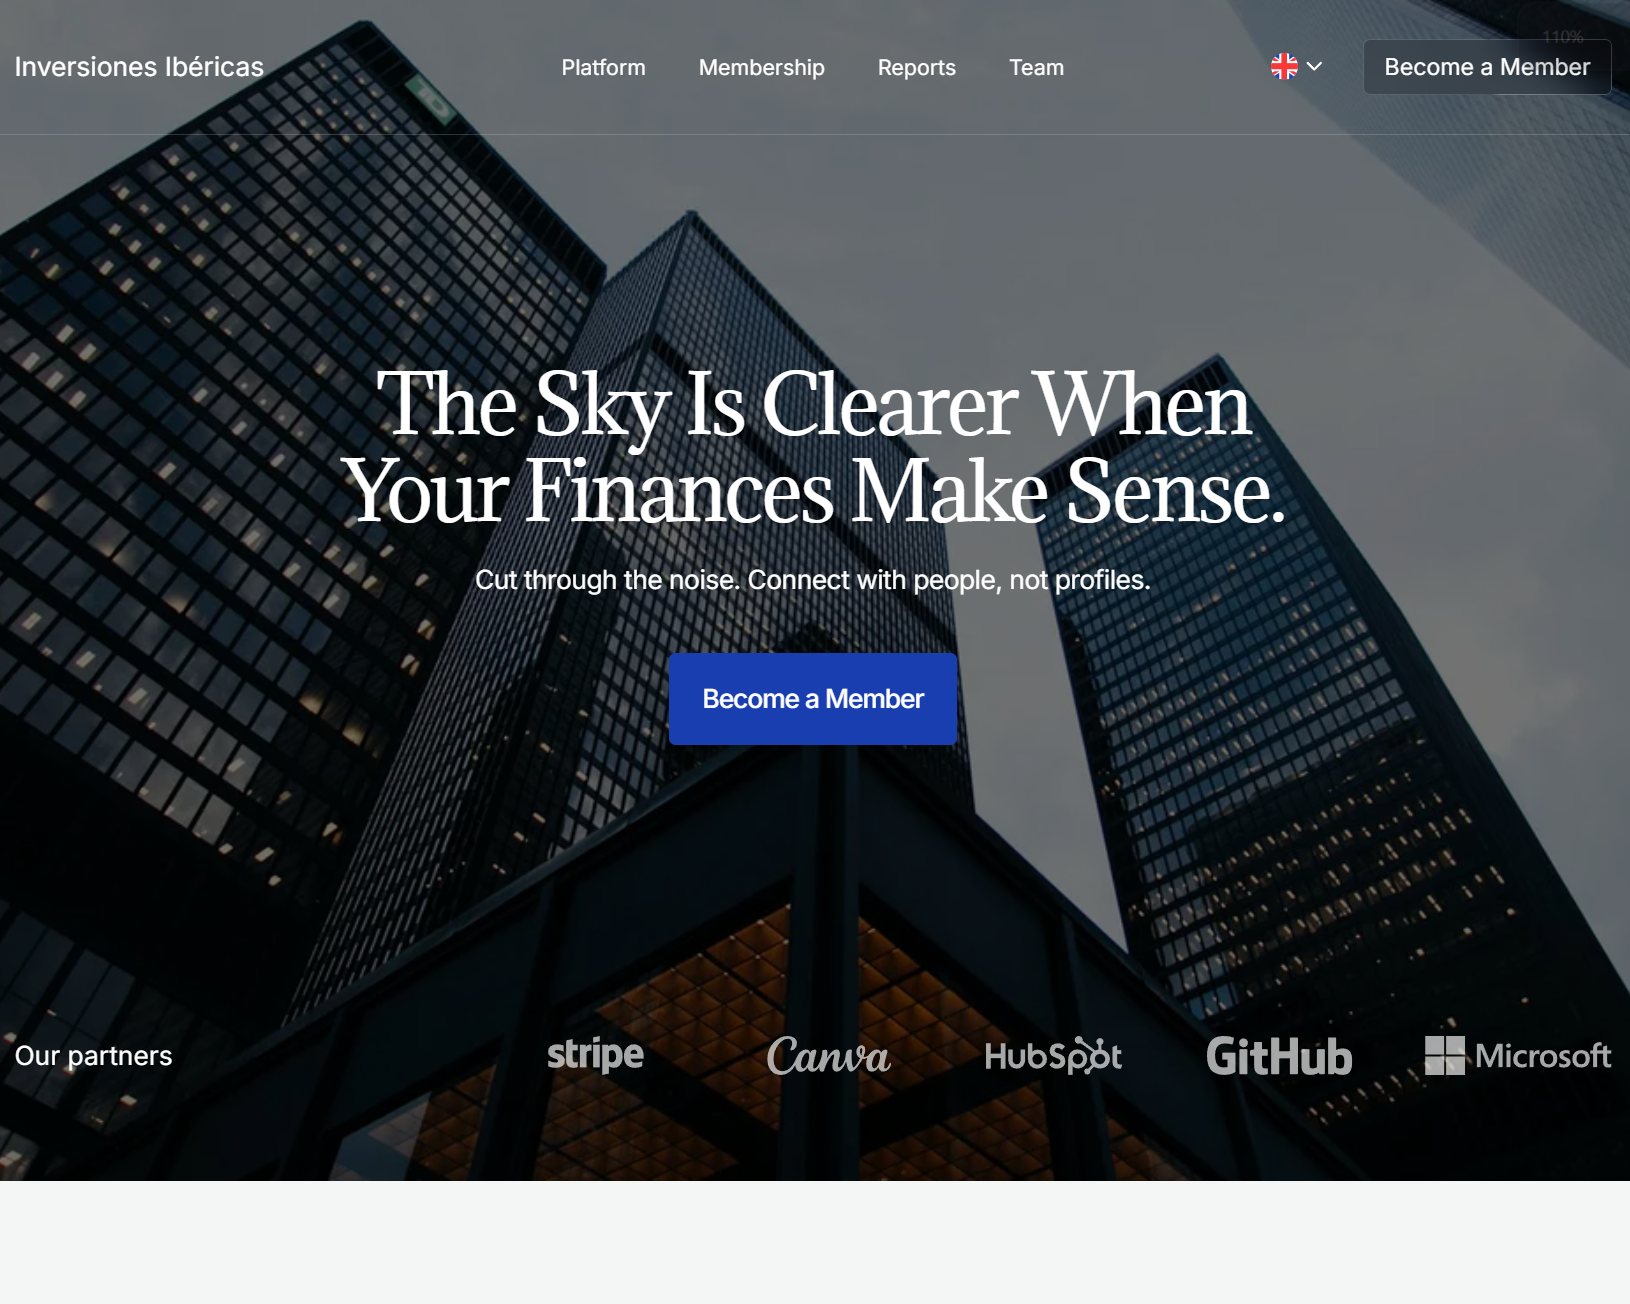 Inversiones Ibéricas
Platform
Membership
Reports
Team
110%
Become a Member
TD
The Sky Is Clearer When
Your Finances Make Sense.
Cut through the noise. Connect with people, not profiles.
Become a Member
Our partners
stripe
Canva
HubSpot
GitHub
Microsoft